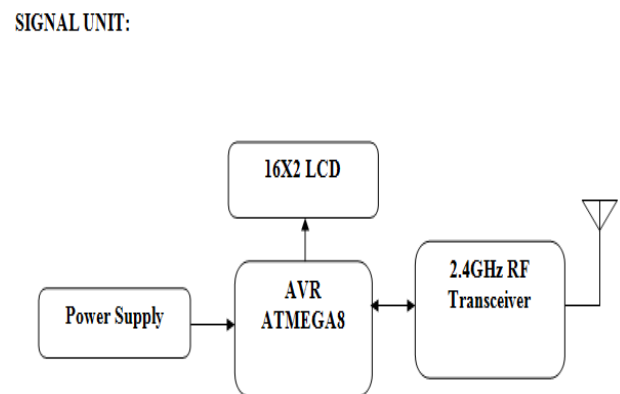 SIGNAL UNIT:
16X2 LCD
2.4GHz RF
Transceiver
AVR
ATMEGA8
Power Supply